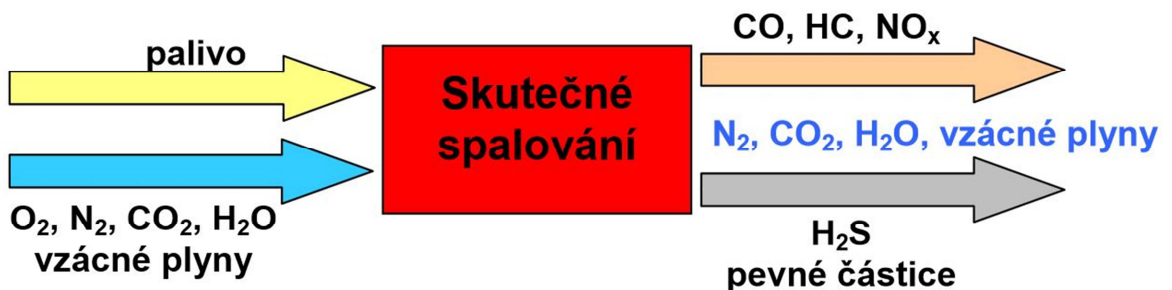 palivo
O₂, N₂, CO₂, H₂O
vzácné plyny
Skutečné
spalování
CO, HC, NOₓ
N₂, CO₂, H₂O, vzácné plyny
H₂S
pevné částice